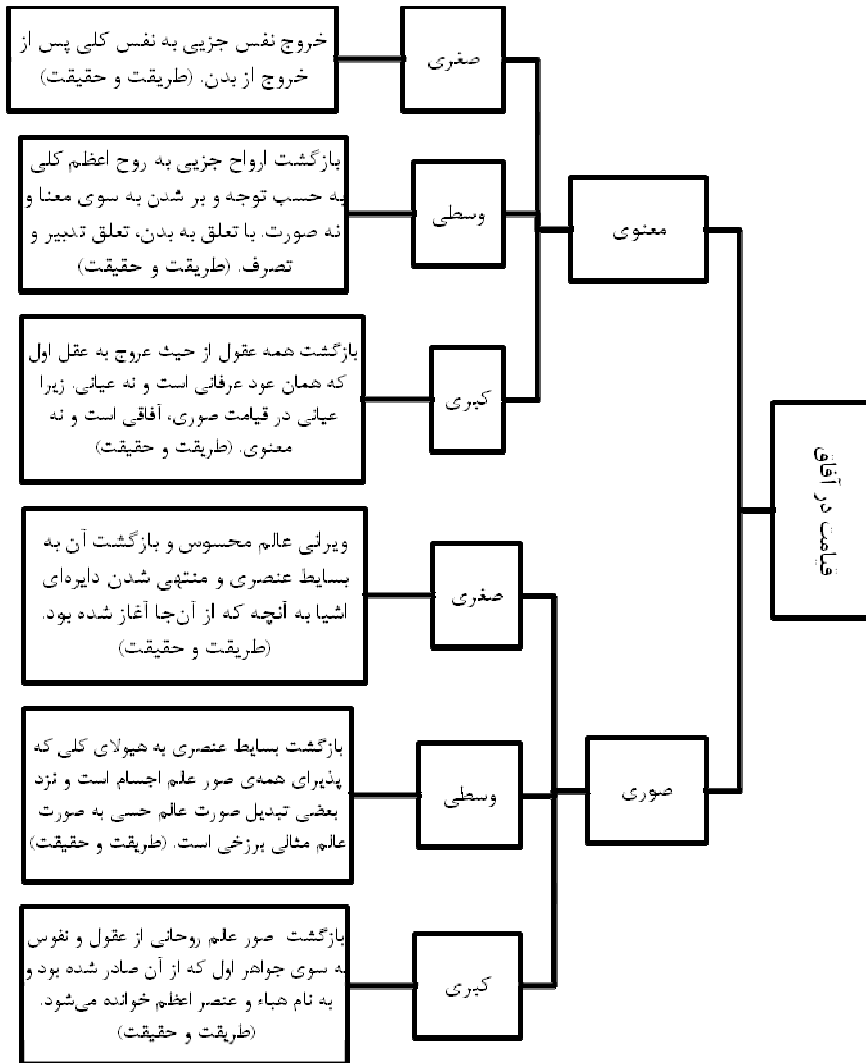 قیامت در آفاق
معنوی
صغری
خروج نفس جزیی به نفس کلی پس از
خروج از بدن. (طریقت و حقیقت)
وسطی
بازگشت ارواح جزیی به روح اعظم کلی
به حسب توجه و بر شدن به سوی معنا و
نه صورت. با تعلق به بدن، تعلق تدبیر و
تصرف. (طریقت و حقیقت)
کبری
بازگشت همه عقول از حیث عروج به عقل اول
که همان عود عرفانی است و نه عیانی. زیرا
عیانی در قیامت صوری، آفاقی است و نه
معنوی. (طریقت و حقیقت)
صوری
صغری
ویرانی عالم محسوس و بازگشت آن به
بسایط عنصری و منتهی شدن دایره‌ای
اشیا به آنچه که از آن‌جا آغاز شده بود.
(طریقت و حقیقت)
وسطی
بازگشت بسایط عنصری به هیولای کلی که
پذیرای همه‌ی صور عالم اجسام است و نزد
بعضی تبدیل صورت عالم حسی به صورت
عالم مثالی برزخی است. (طریقت و حقیقت)
کبری
بازگشت صور عالم روحانی از عقول و نفوس
به سوی جواهر اول که از آن صادر شده بود و
به نام هباء و عنصر اعظم خوانده می‌شود.
(طریقت و حقیقت)